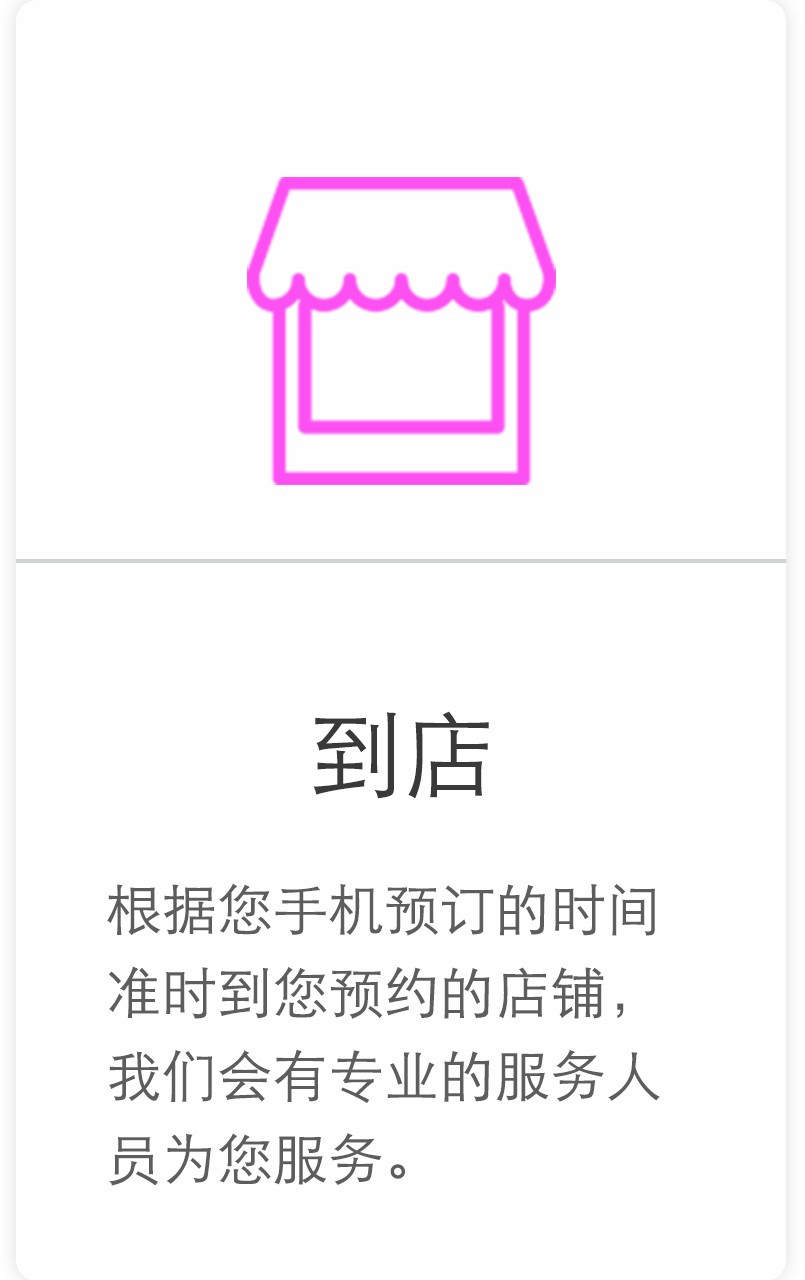 到店
根据您手机预订的时间
准时到您预约的店铺，
我们会有专业的服务人
员为您服务。